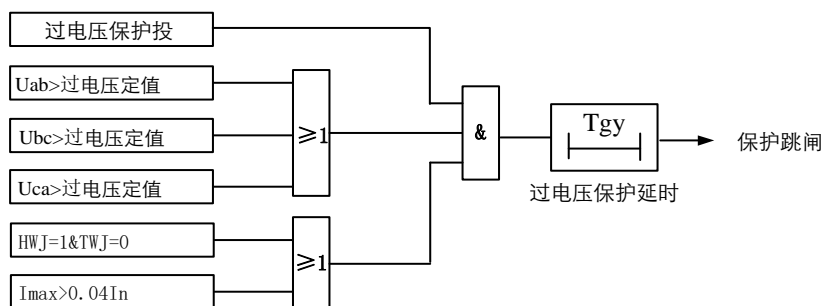 过电压保护投
Uab>过电压定值
Ubc>过电压定值
Uca>过电压定值
HWJ=1&TWJ=0
Imax>0.04In
≥1
≥1
&
Tgy
过电压保护延时
保护跳闸